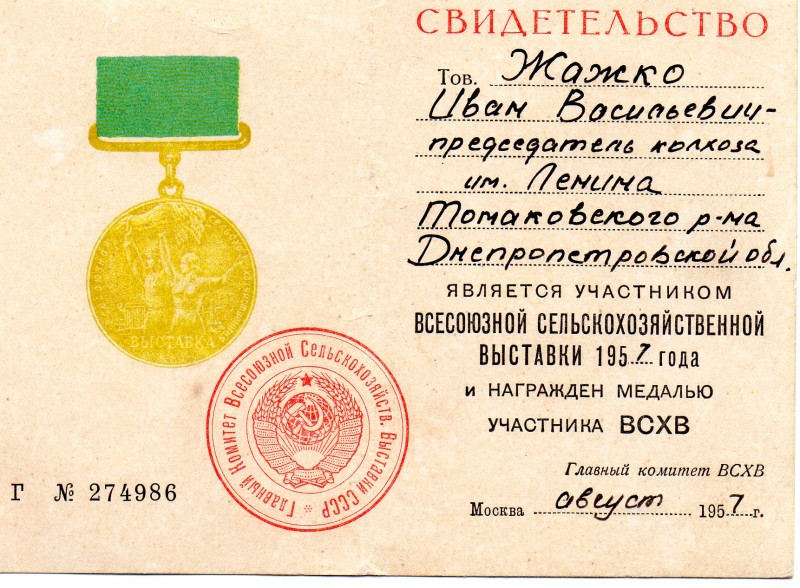 СВИДЕТЕЛЬСТВО
Тов. Жажко
Иван Васильевич-
председатель колхоза
им. Ленина
Томаковского р-на
Днепропетровской обл.
ЯВЛЯЕТСЯ УЧАСТНИКОМ
ВСЕСОЮЗНОЙ СЕЛЬСКОХОЗЯЙСТВЕННОЙ
ВЫСТАВКИ 1957 года
и НАГРАЖДЕН МЕДАЛЬЮ
УЧАСТНИКА ВСХВ
Главный комитет ВСХВ
Москва август 1957 г.
ВЫСТАВКА
Главный Комитет Всесоюзной Сельскохозяйств. Выставки СССР
Г № 274986